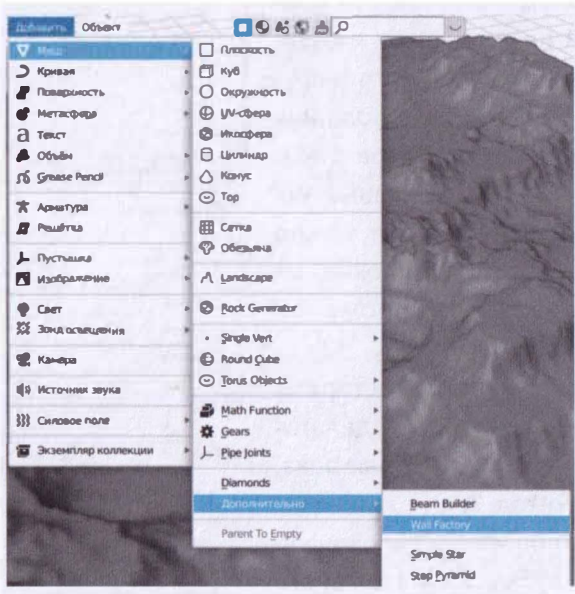 Добавить Объект
Меш
Кривая
Поверхность
Метасфера
Текст
Объём
Grease Pencil
Арматура
Решётка
Пустышка
Изображение
Свет
Зонд освещения
Камера
Источник звука
Силовое поле
Экземпляр коллекции
Плоскость
Куб
Окружность
UV-сфера
Икосфера
Цилиндр
Конус
Тор
Сетка
Обезьяна
Landscape
Rock Generator
Single Vert
Round Cube
Torus Objects
Math Function
Gears
Pipe Joints
Diamonds
Дополнительно
Parent To Empty
Beam Builder
Wall Factory
Simple Star
Step Pyramid